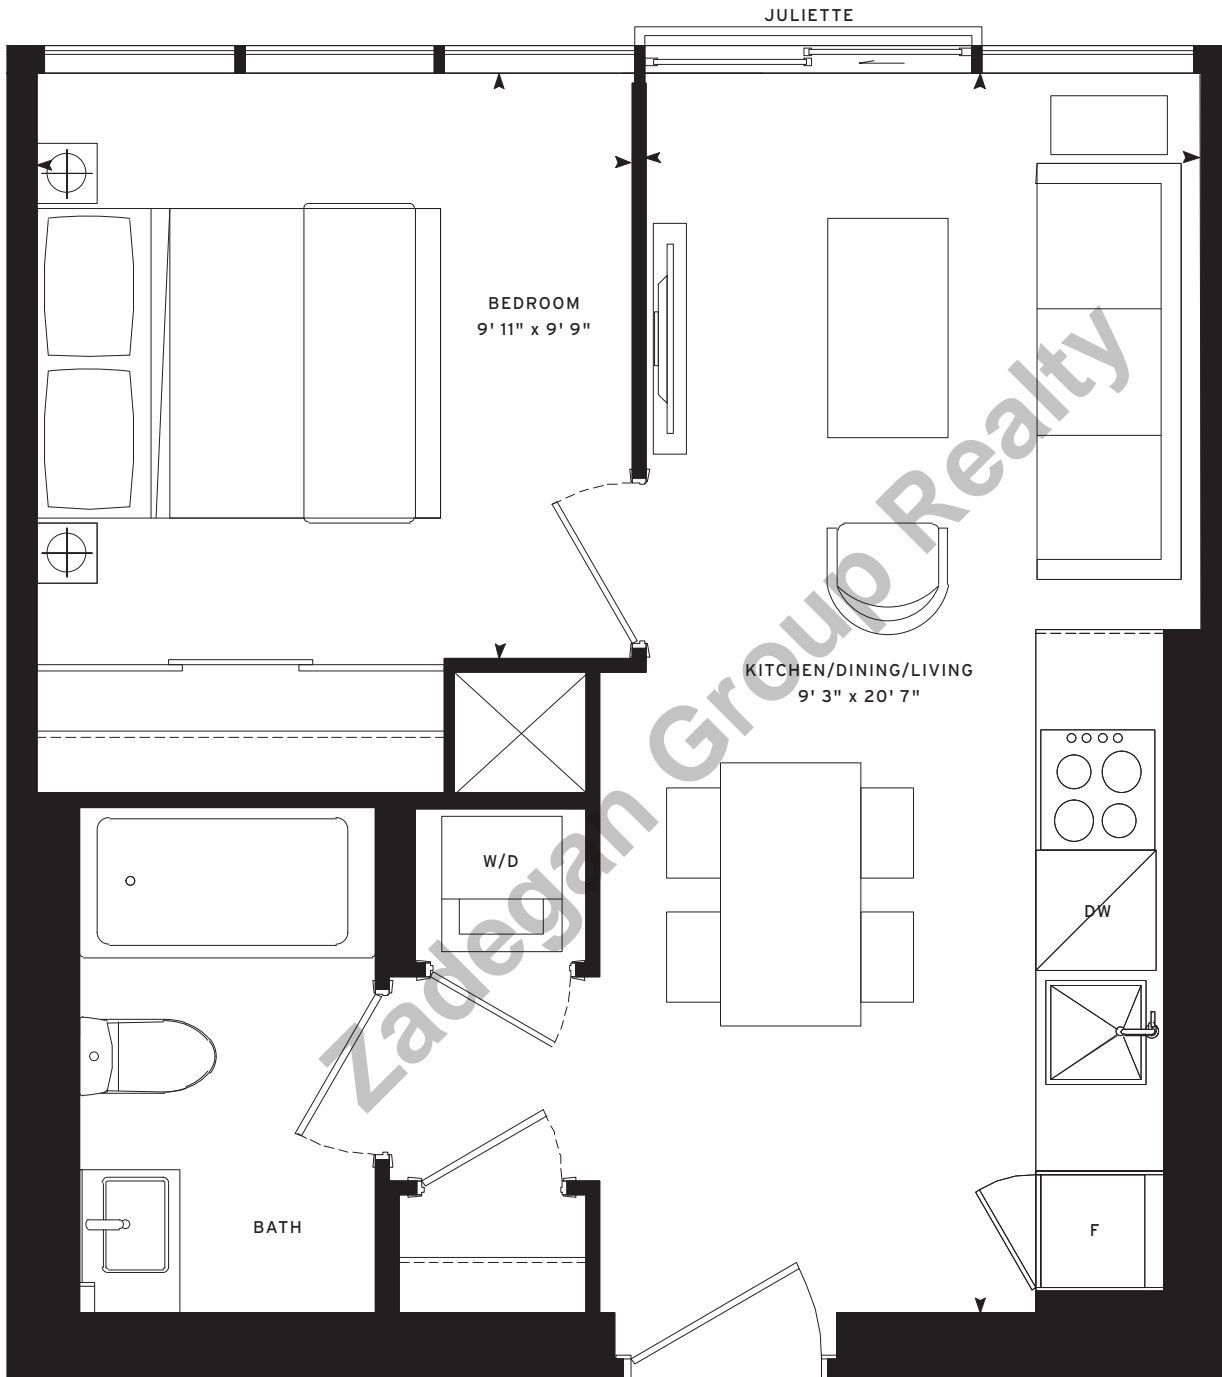 JULIETTE
BEDROOM
9' 11" x 9' 9"
KITCHEN/DINING/LIVING
9' 3" x 20' 7"
W/D
DW
BATH
F
Zadegan Group Realty